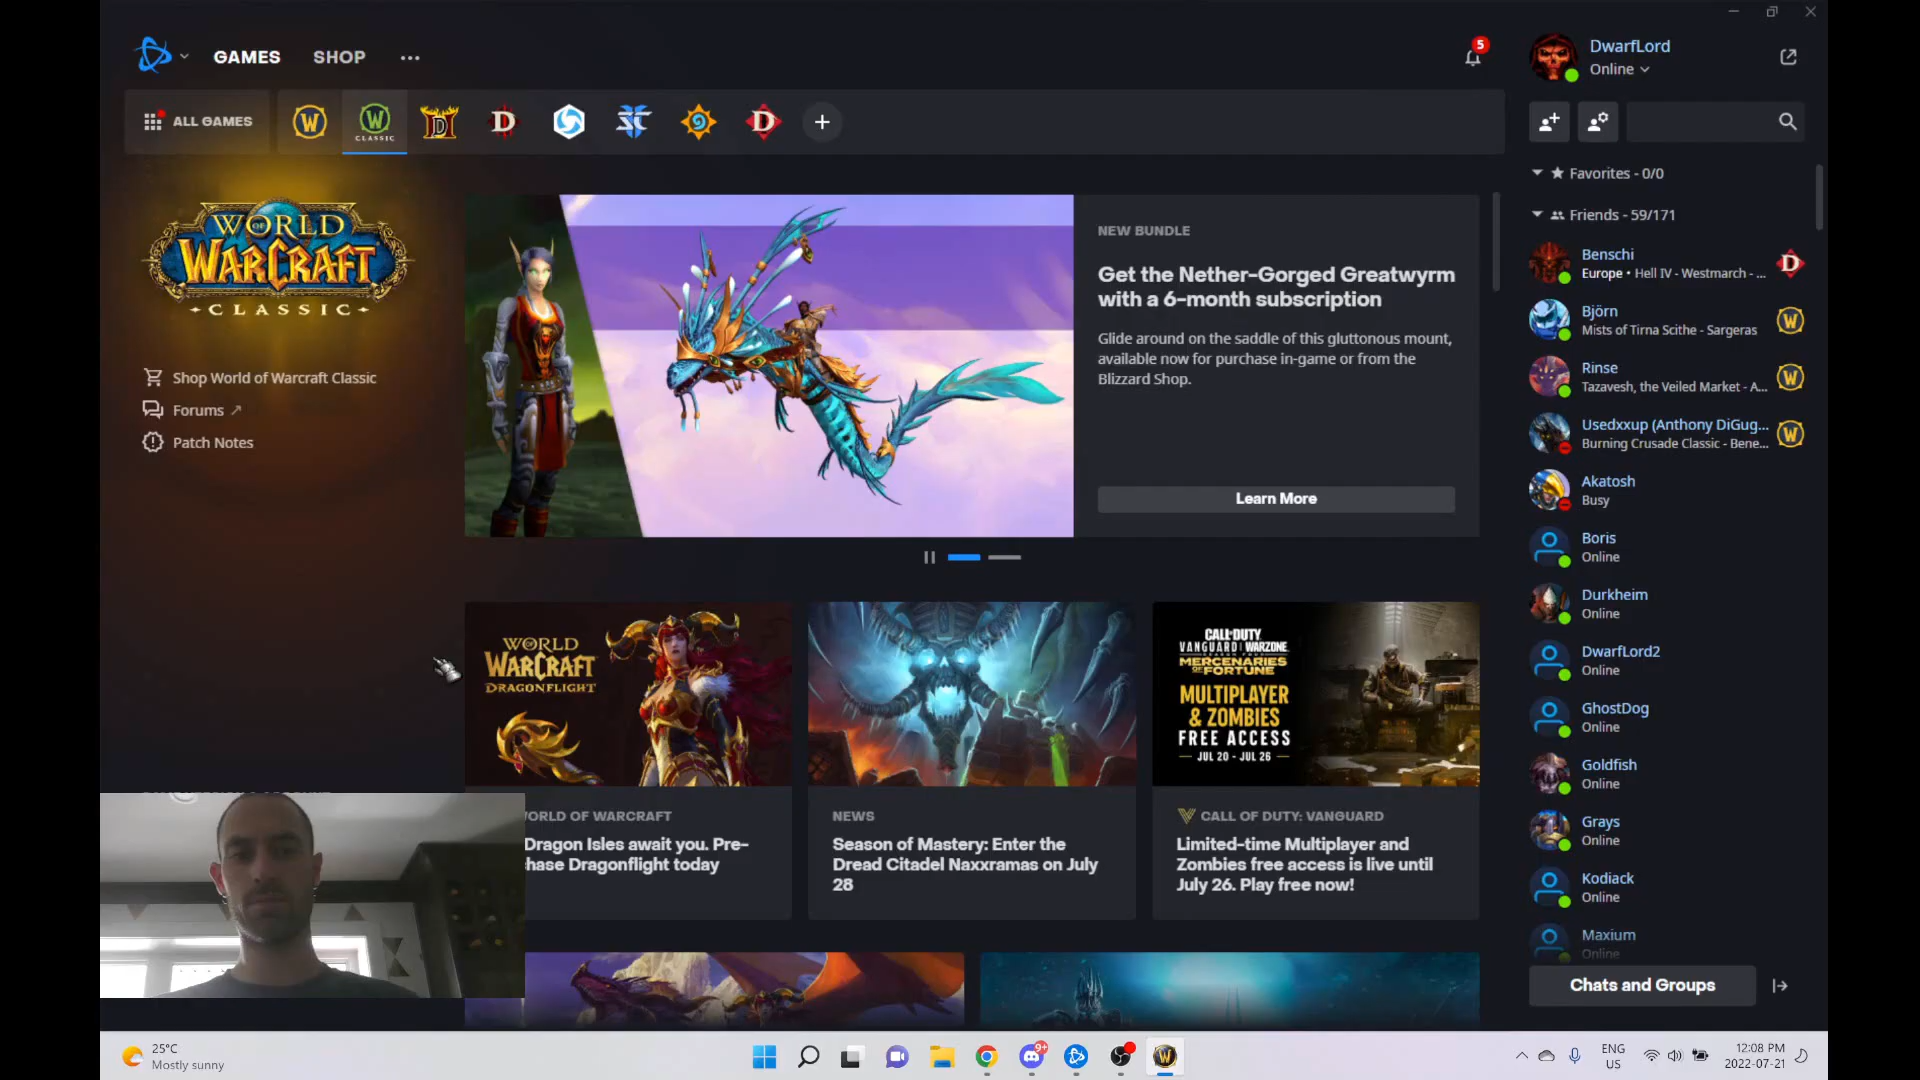 GAMES
SHOP
5
DwarfLord
Online
ALL GAMES
CLASSIC
Favorites - 0/0
Friends - 59/171
WORLD
OF
WARCRAFT
CLASSIC
Shop World of Warcraft Classic
Forums
Patch Notes
NEW BUNDLE
Get the Nether-Gorged Greatwyrm
with a 6-month subscription
Glide around on the saddle of this gluttonous mount,
available now for purchase in-game or from the
Blizzard Shop.
Learn More
Benschi
Europe • Hell IV - Westmarch - ...
Björn
Mists of Tirna Scithe - Sargeras
Rinse
Tazavesh, the Veiled Market - A...
Usedxxup (Anthony DiGug...
Burning Crusade Classic - Bene...
Akatosh
Busy
Boris
Online
Durkheim
Online
DwarfLord2
Online
GhostDog
Online
Goldfish
Online
Grays
Online
Kodiack
Online
Maxium
Online
Chats and Groups
WORLD
OF
WARCRAFT
DRAGONFLIGHT
ORLD OF WARCRAFT
Dragon Isles await you. Pre-
hase Dragonflight today
NEWS
Season of Mastery: Enter the
Dread Citadel Naxxramas on July
28
CALL OF DUTY
VANGUARD | WARZONE
MERCENARIES
OF FORTUNE
MULTIPLAYER
& ZOMBIES
FREE ACCESS
JUL 20 - JUL 26
CALL OF DUTY: VANGUARD
Limited-time Multiplayer and
Zombies free access is live until
July 26. Play free now!
25°C
Mostly sunny
9+
ENG
US
12:08 PM
2022-07-21